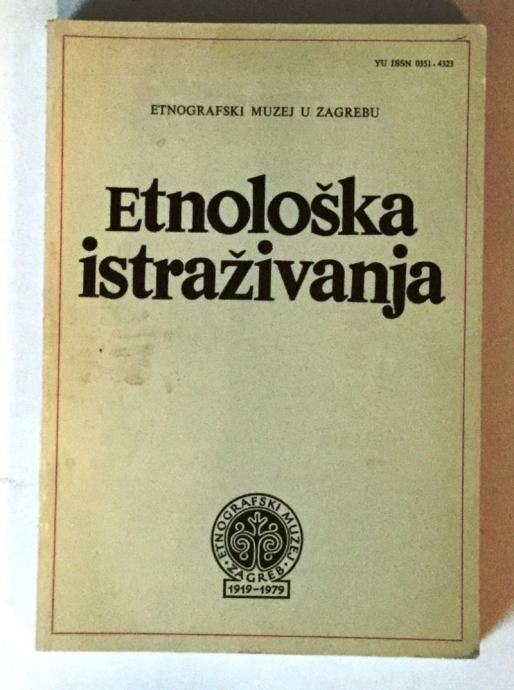 YU ISSN 0351-4323
ETNOGRAFSKI MUZEJ U ZAGREBU
Etnološka
istraživanja
ETNOGRAFSKI MUZEJ
ZAGREB
1919-1979